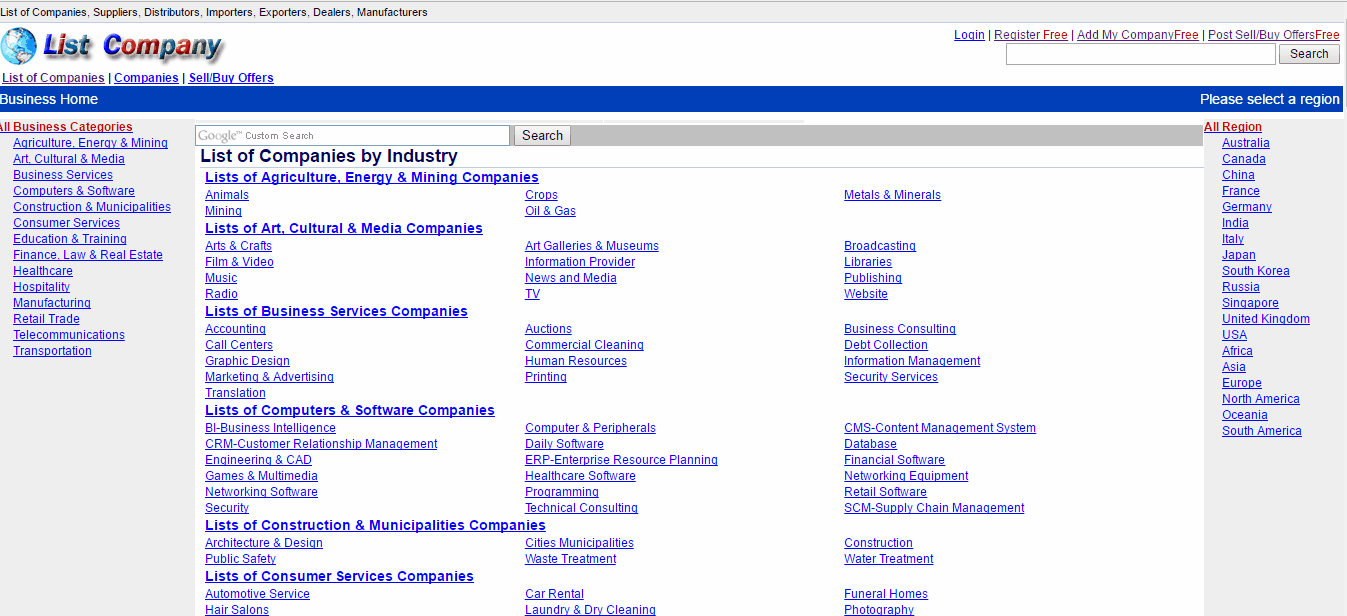 List of Companies, Suppliers, Distributors, Importers, Exporters, Dealers, Manufacturers
List Company
Login | Register Free | Add My CompanyFree | Post Sell/Buy OffersFree
Search
List of Companies | Companies | Sell/Buy Offers
Business Home
Please select a region
All Business Categories
Agriculture, Energy & Mining
Art, Cultural & Media
Business Services
Computers & Software
Construction & Municipalities
Consumer Services
Education & Training
Finance, Law & Real Estate
Healthcare
Hospitality
Manufacturing
Retail Trade
Telecommunications
Transportation
Google™ Custom Search
Search
List of Companies by Industry
Lists of Agriculture, Energy & Mining Companies
Animals Crops Metals & Minerals
Mining Oil & Gas
Lists of Art, Cultural & Media Companies
Arts & Crafts Art Galleries & Museums Broadcasting
Film & Video Information Provider Libraries
Music News and Media Publishing
Radio TV Website
Lists of Business Services Companies
Accounting Auctions Business Consulting
Call Centers Commercial Cleaning Debt Collection
Graphic Design Human Resources Information Management
Marketing & Advertising Printing Security Services
Translation
Lists of Computers & Software Companies
BI-Business Intelligence Computer & Peripherals CMS-Content Management System
CRM-Customer Relationship Management Daily Software Database
Engineering & CAD ERP-Enterprise Resource Planning Financial Software
Games & Multimedia Healthcare Software Networking Equipment
Networking Software Programming Retail Software
Security Technical Consulting SCM-Supply Chain Management
Lists of Construction & Municipalities Companies
Architecture & Design Cities Municipalities Construction
Public Safety Waste Treatment Water Treatment
Lists of Consumer Services Companies
Automotive Service Car Rental Funeral Homes
Hair Salons Laundry & Dry Cleaning Photography
All Region
Australia
Canada
China
France
Germany
India
Italy
Japan
South Korea
Russia
Singapore
United Kingdom
USA
Africa
Asia
Europe
North America
Oceania
South America